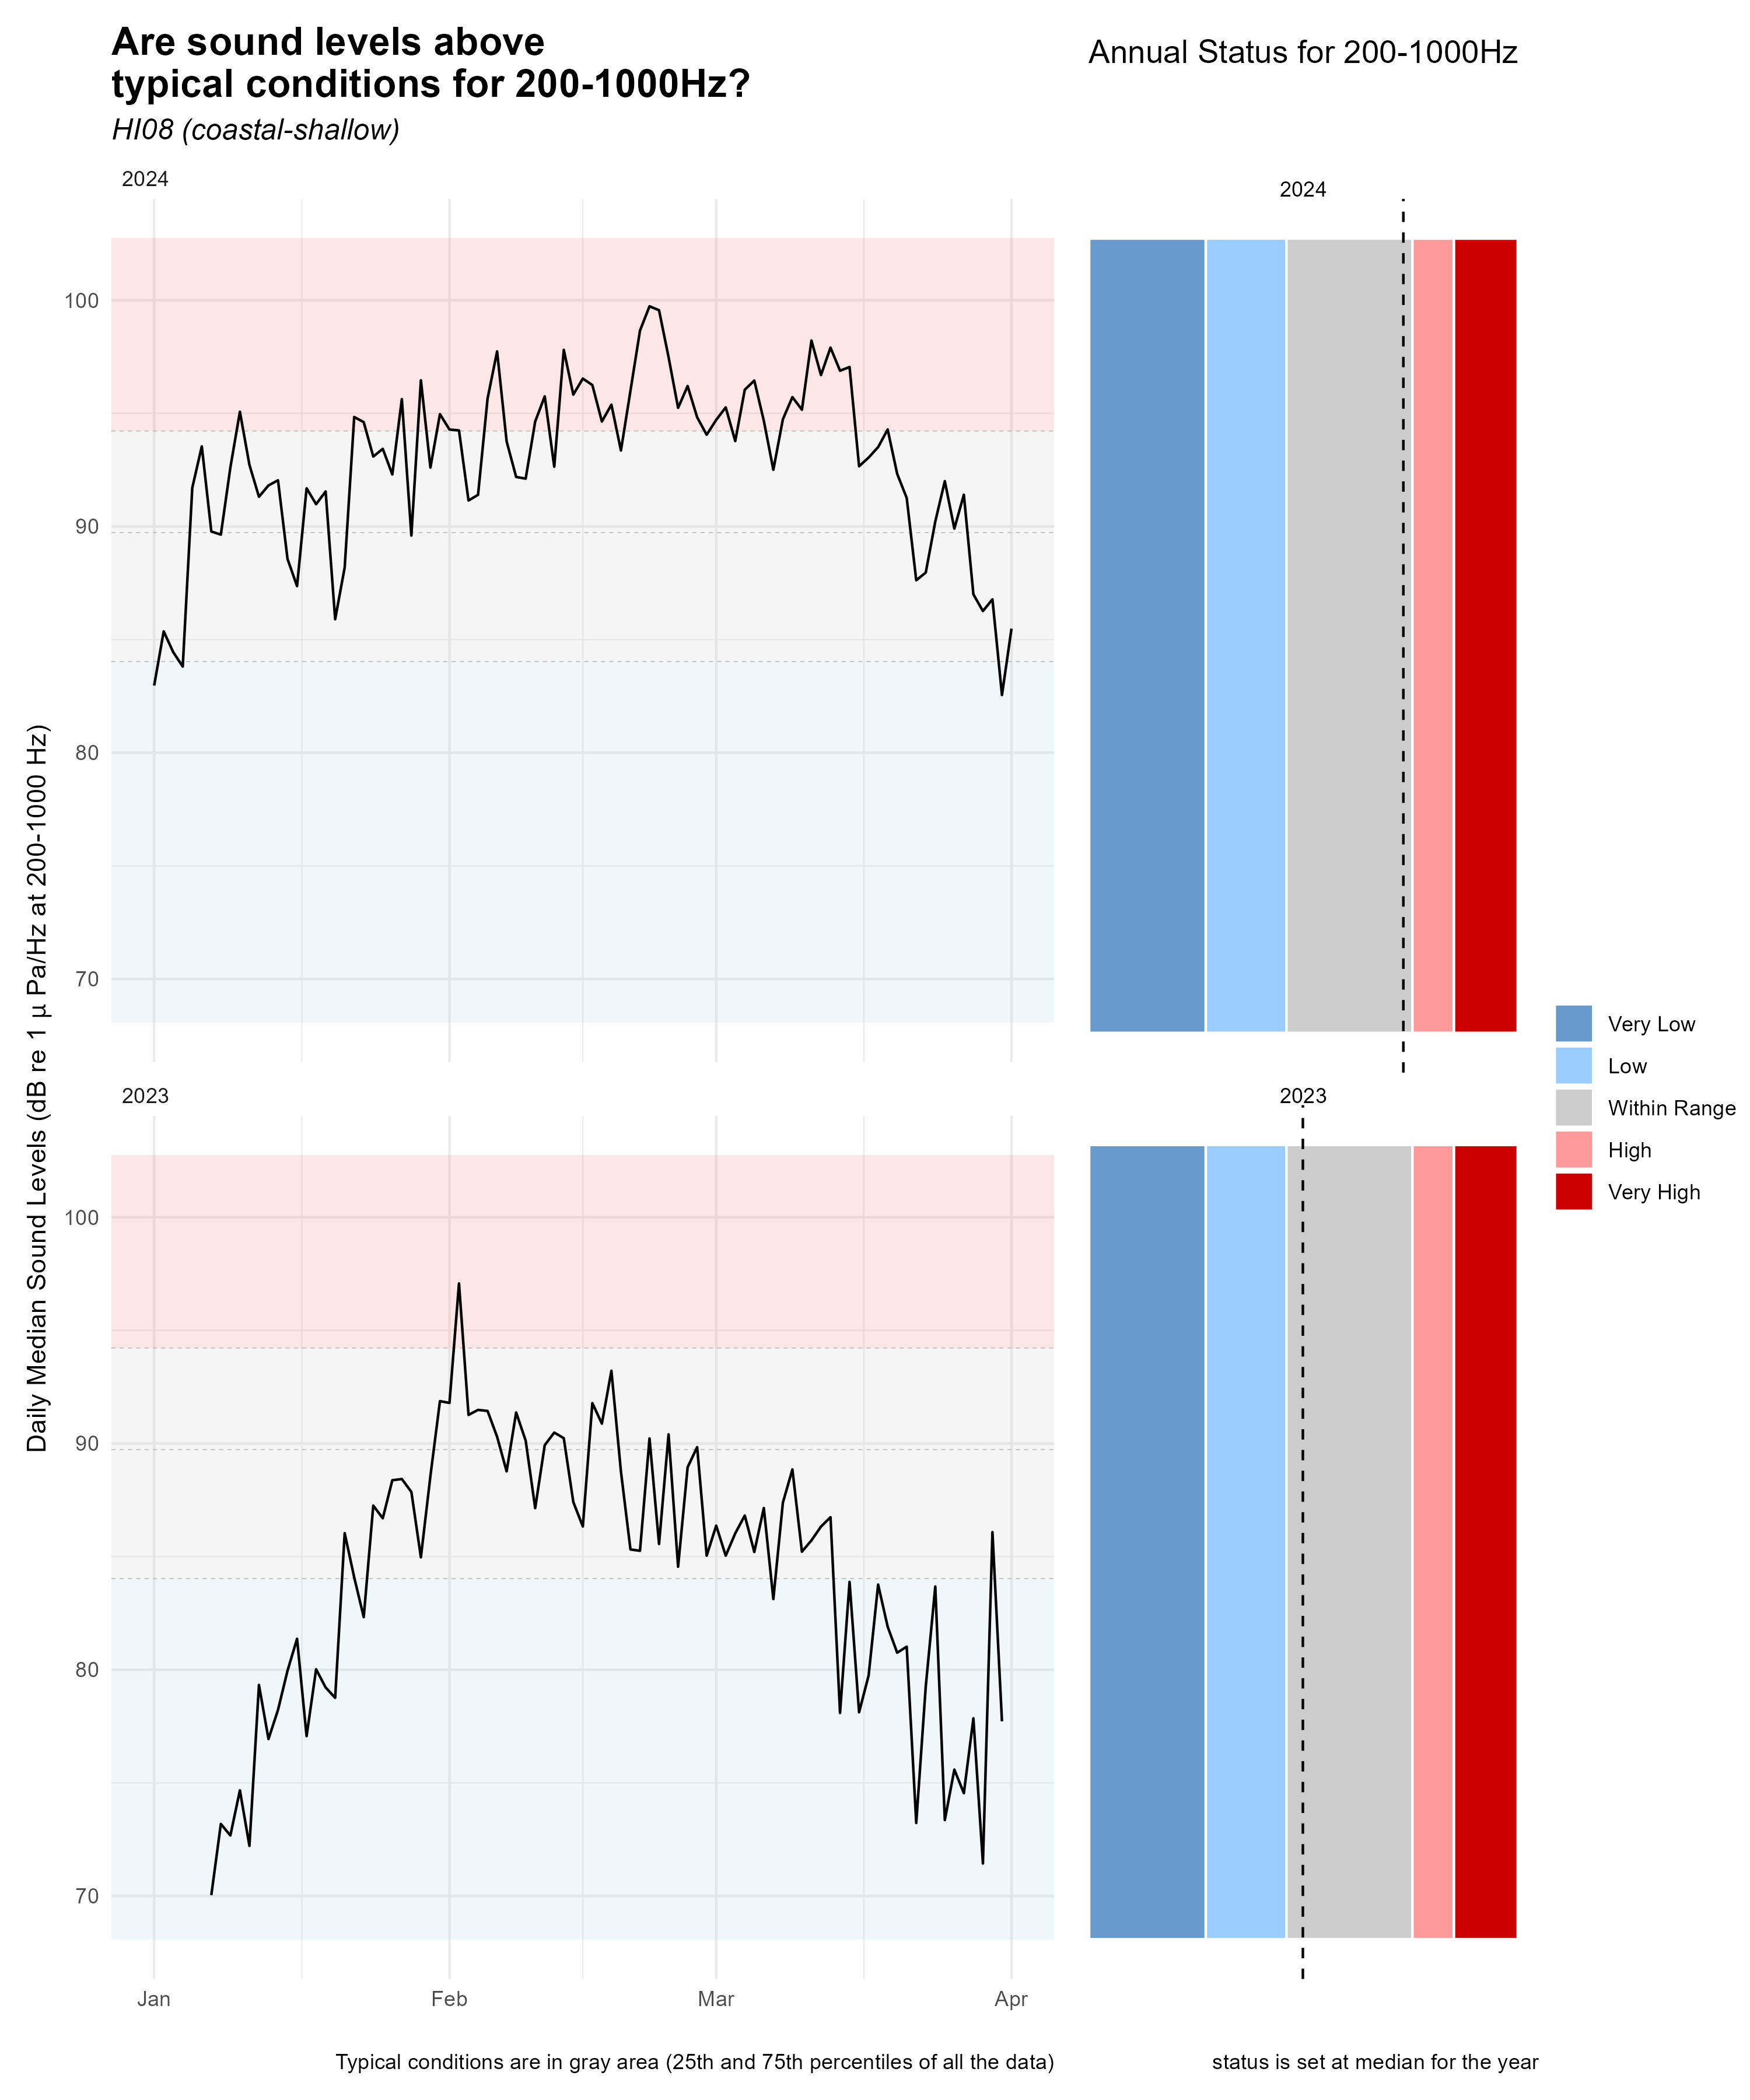 Are sound levels above
typical conditions for 200-1000Hz?
HI08 (coastal-shallow)
Annual Status for 200-1000Hz
2024
2024
100
90
80
70
Daily Median Sound Levels (dB re 1 μ Pa/Hz at 200-1000 Hz)
Very Low
Low
Within Range
High
Very High
2023
2023
100
90
80
70
Jan
Feb
Mar
Apr
Typical conditions are in gray area (25th and 75th percentiles of all the data)
status is set at median for the year